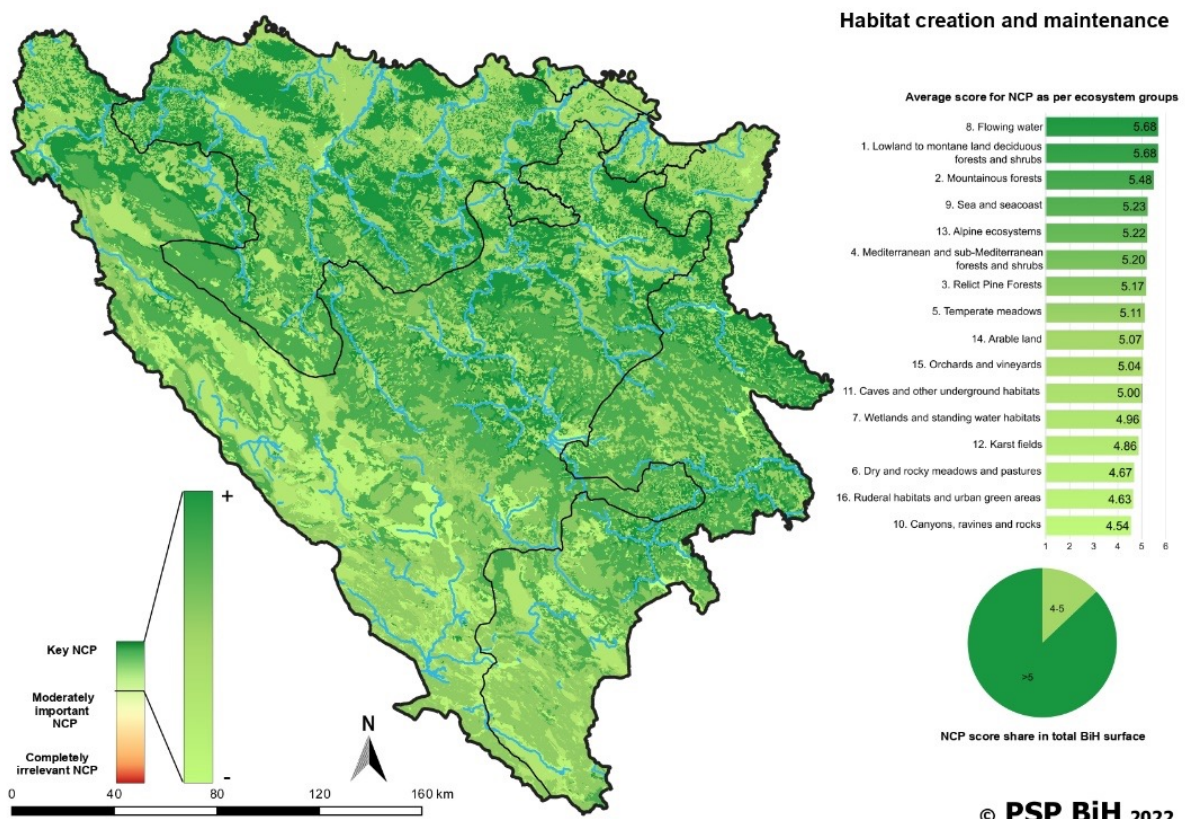 Habitat creation and maintenance
Average score for NCP as per ecosystem groups
8. Flowing water 5.68
1. Lowland to montane land deciduous
forests and shrubs 5.68
2. Mountainous forests 5.48
9. Sea and seacoast 5.23
13. Alpine ecosystems 5.22
4. Mediterranean and sub-Mediterranean
forests and shrubs 5.20
3. Relict Pine Forests 5.17
5. Temperate meadows 5.11
14. Arable land 5.07
15. Orchards and vineyards 5.04
11. Caves and other underground habitats 5.00
7. Wetlands and standing water habitats 4.96
12. Karst fields 4.86
6. Dry and rocky meadows and pastures 4.67
16. Ruderal habitats and urban green areas 4.63
10. Canyons, ravines and rocks 4.54
1 2 3 4 5 6
4-5
>5
NCP score share in total BiH surface
+
-
Key NCP
Moderately
important
NCP
Completely
irrelevant NCP
N
0 40 80 120 160 km
© PSP BiH 2022